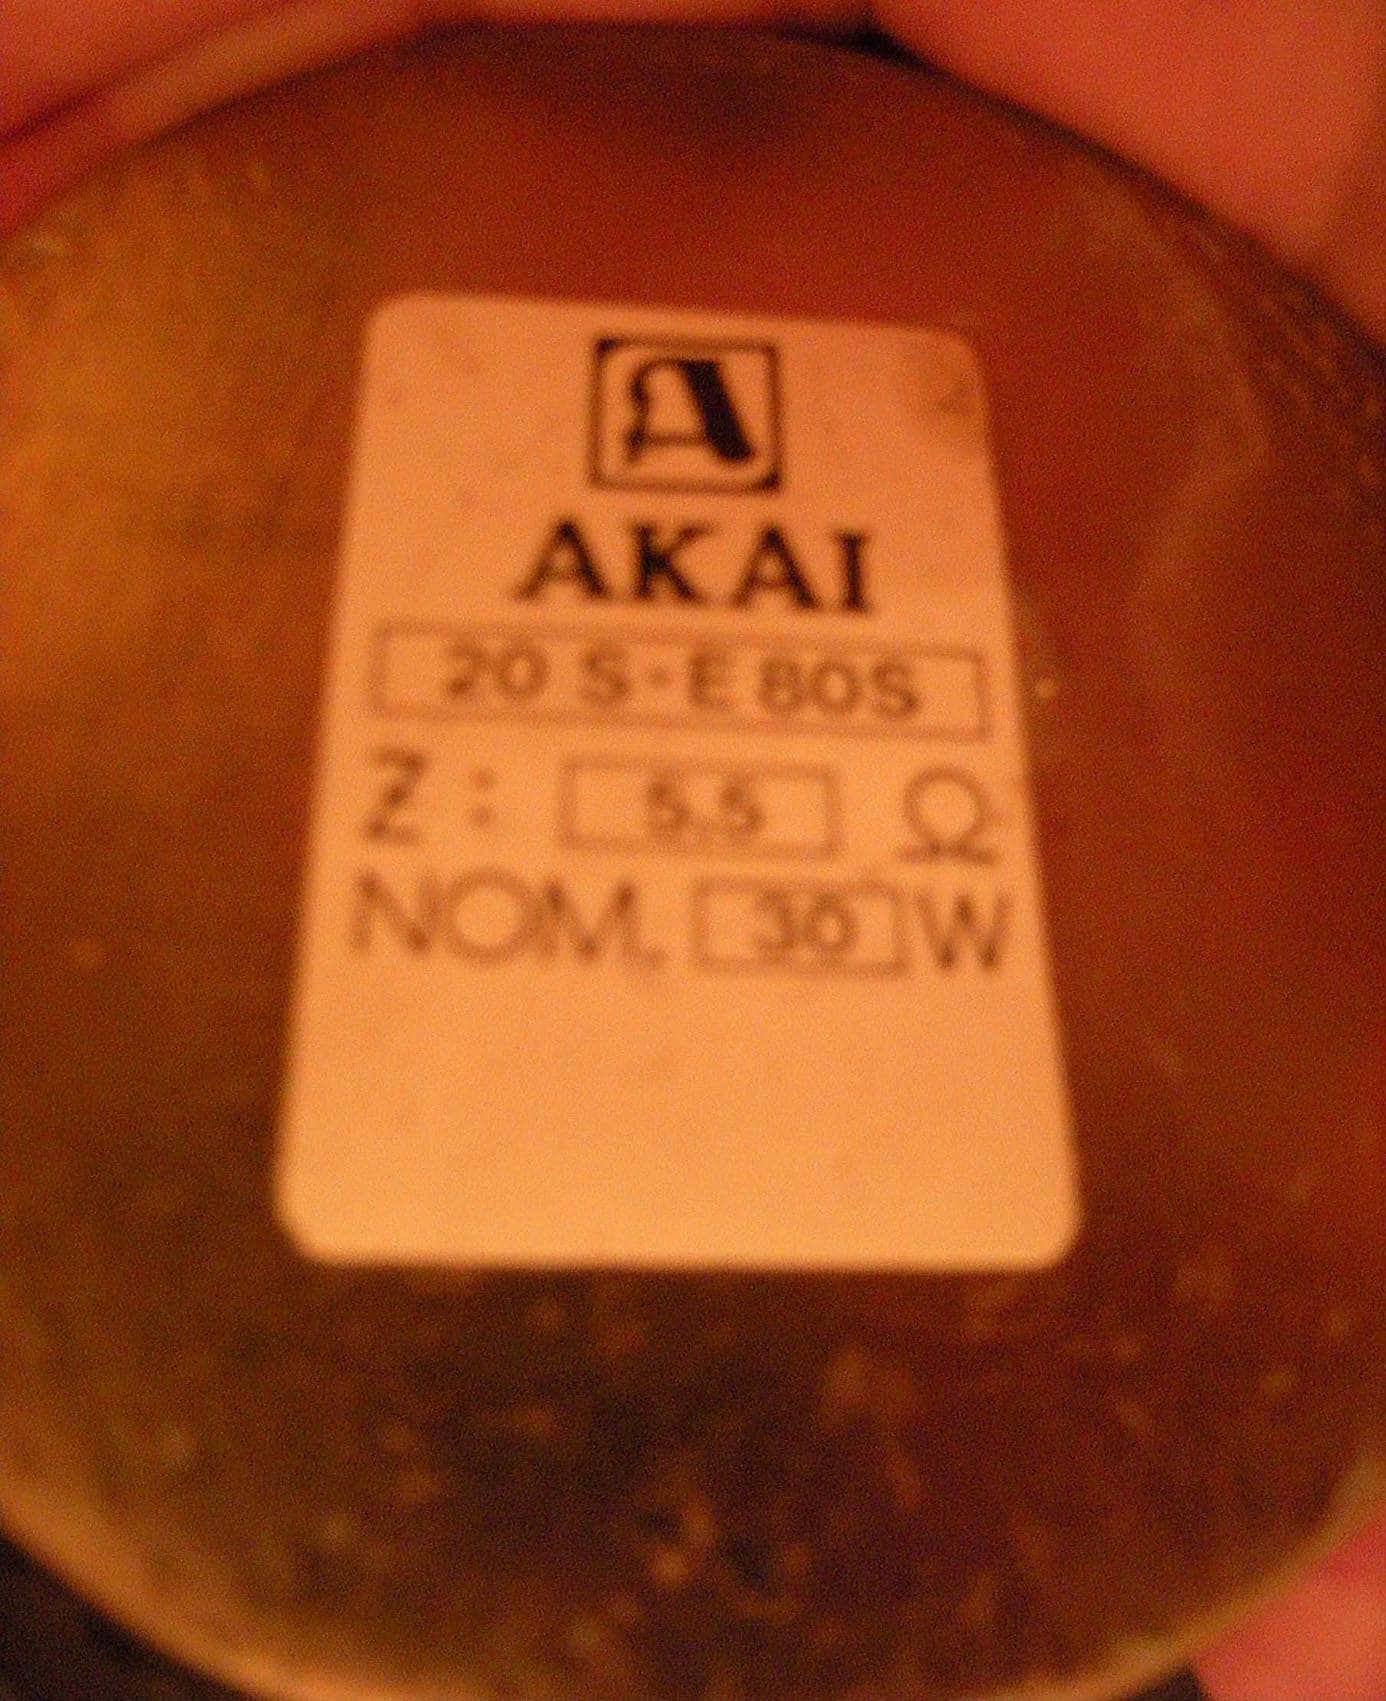 A
AKAI
20 S-E 80S
Z: 5.5 Ω
NOM. 30 W